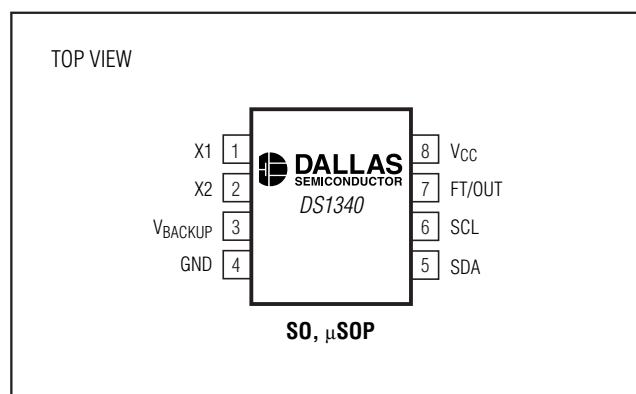 TOP VIEW
X1 1
X2 2
VBACKUP 3
GND 4
DALLAS
SEMICONDUCTOR
DS1340
8 VCC
7 FT/OUT
6 SCL
5 SDA
SO, μSOP